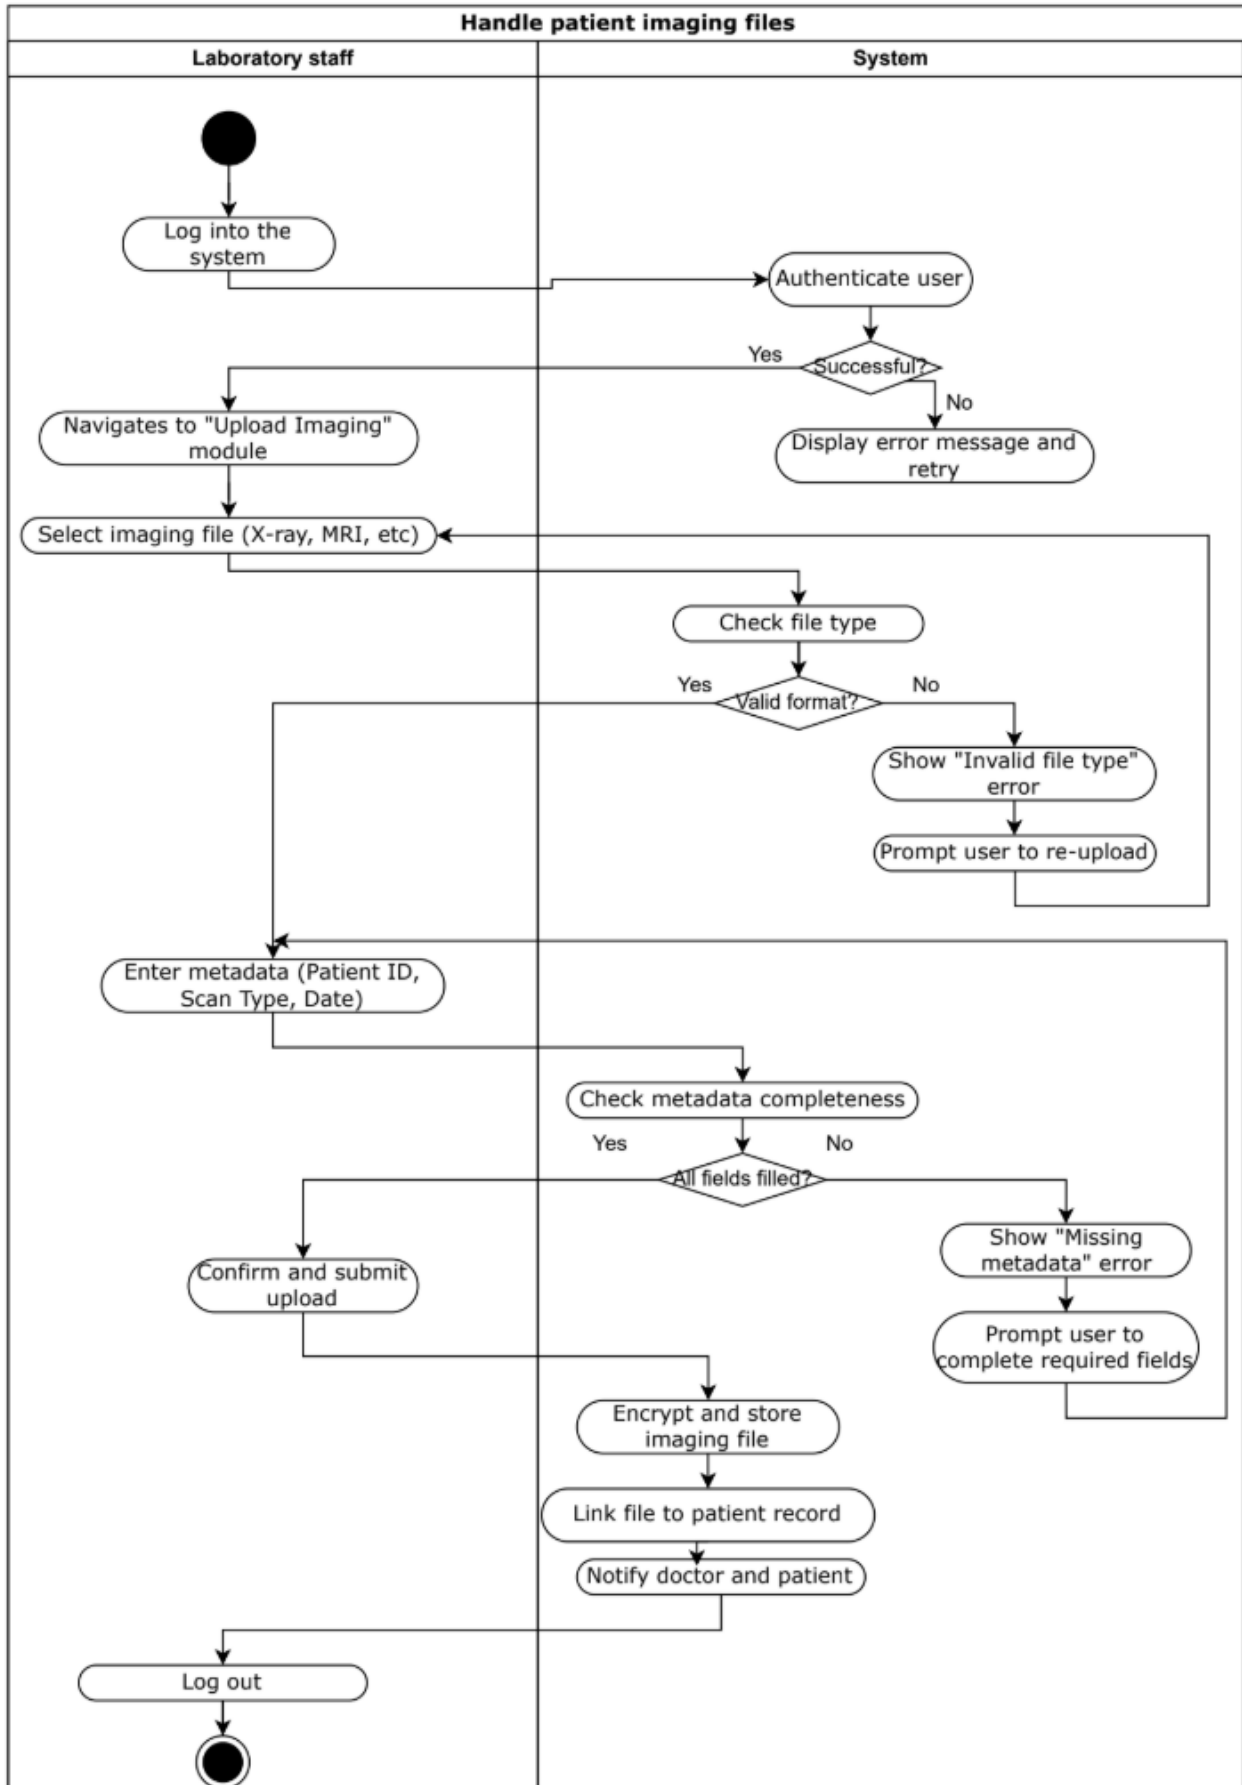 Handle patient imaging files
Laboratory staff
System
Log into the
system
Authenticate user
Yes
Successful?
No
Navigates to "Upload Imaging"
module
Display error message and
retry
Select imaging file (X-ray, MRI, etc)
Check file type
Yes
No
Valid format?
Show "Invalid file type"
error
Prompt user to re-upload
Enter metadata (Patient ID,
Scan Type, Date)
Check metadata completeness
Yes
No
All fields filled?
Show "Missing
metadata" error
Confirm and submit
upload
Prompt user to
complete required fields
Encrypt and store
imaging file
Link file to patient record
Notify doctor and patient
Log out